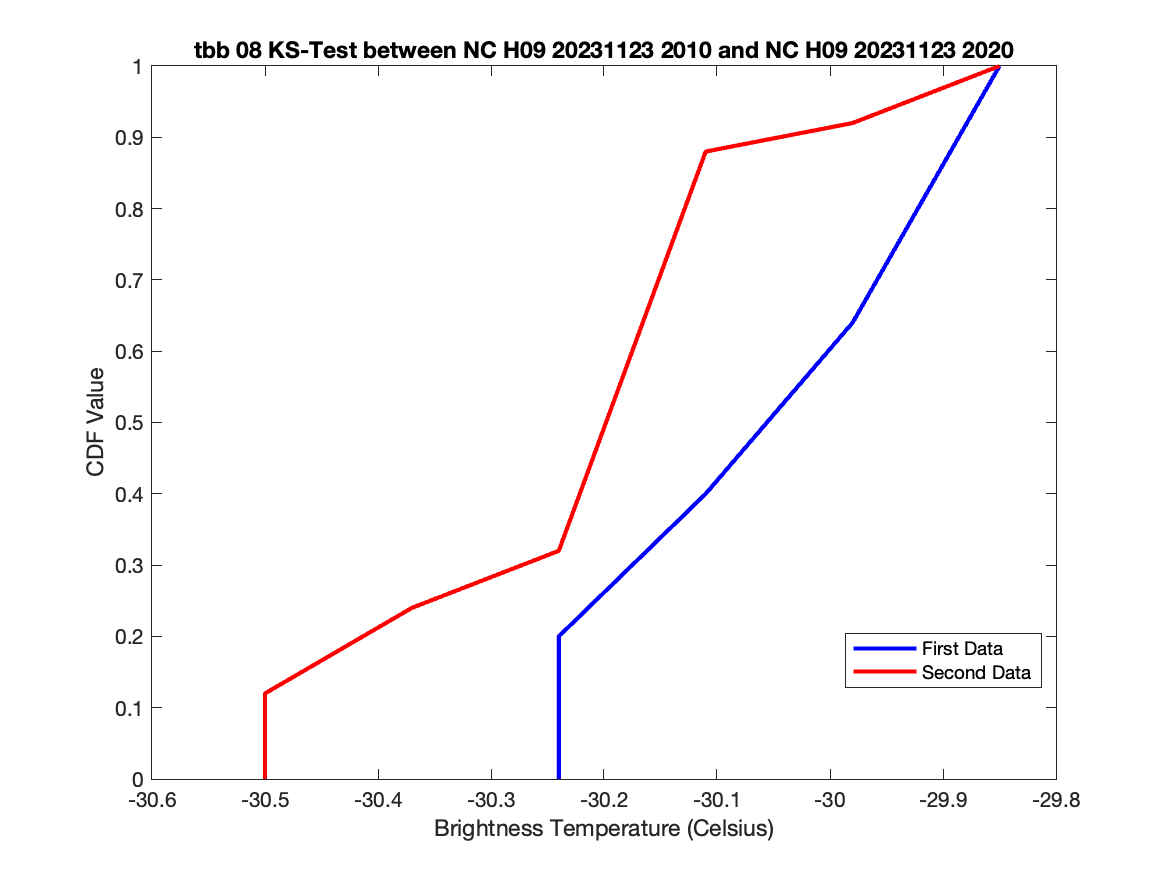 tbb 08 KS-Test between NC H09 20231123 2010 and NC H09 20231123 2020
1
0.9
0.8
0.7
0.6
0.5
0.4
0.3
0.2
0.1
0
CDF Value
First Data
Second Data
-30.6 -30.5 -30.4 -30.3 -30.2 -30.1 -30 -29.9 -29.8
Brightness Temperature (Celsius)